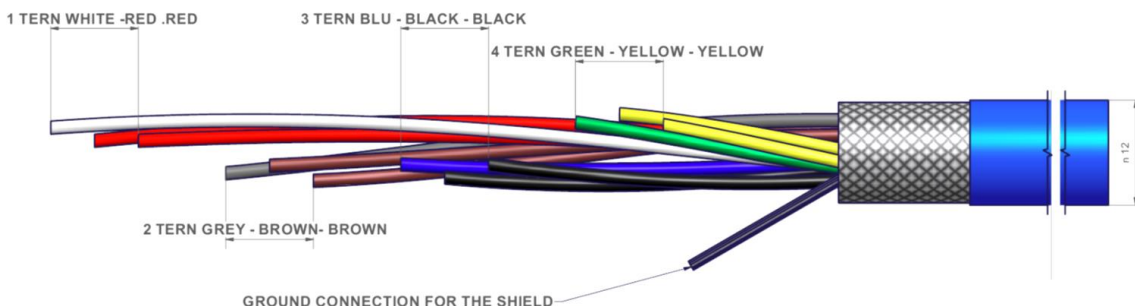 1 TERN WHITE -RED .RED
3 TERN BLU - BLACK - BLACK
4 TERN GREEN - YELLOW - YELLOW
n 12
2 TERN GREY - BROWN- BROWN
GROUND CONNECTION FOR THE SHIELD